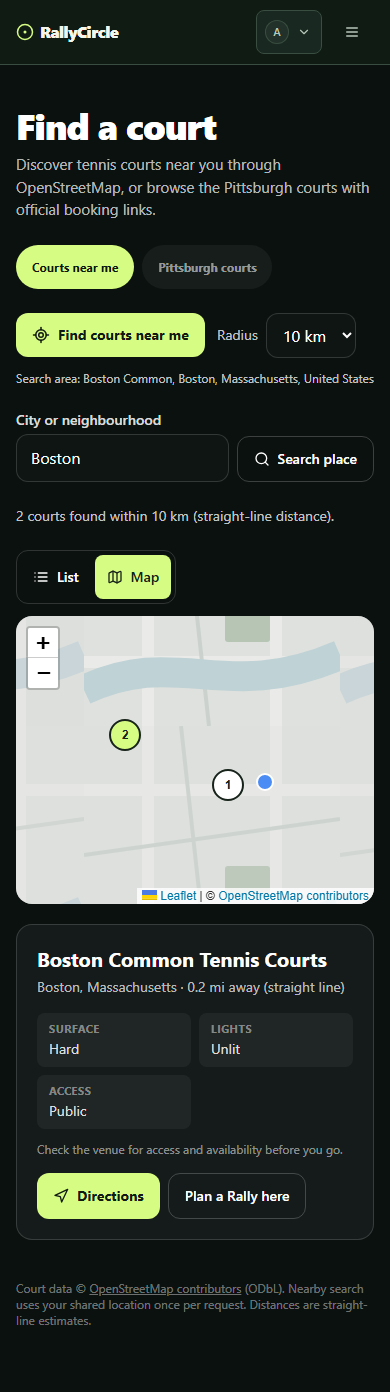 RallyCircle
A
Find a court
Discover tennis courts near you through
OpenStreetMap, or browse the Pittsburgh courts with
official booking links.
Courts near me
Pittsburgh courts
Find courts near me
Radius
10 km
Search area: Boston Common, Boston, Massachusetts, United States
City or neighbourhood
Boston
Search place
2 courts found within 10 km (straight-line distance).
List
Map
+
−
2
1
Leaflet | © OpenStreetMap contributors
Boston Common Tennis Courts
Boston, Massachusetts · 0.2 mi away (straight line)
SURFACE
Hard
LIGHTS
Unlit
ACCESS
Public
Check the venue for access and availability before you go.
Directions
Plan a Rally here
Court data © OpenStreetMap contributors (ODbL). Nearby search
uses your shared location once per request. Distances are straight-
line estimates.